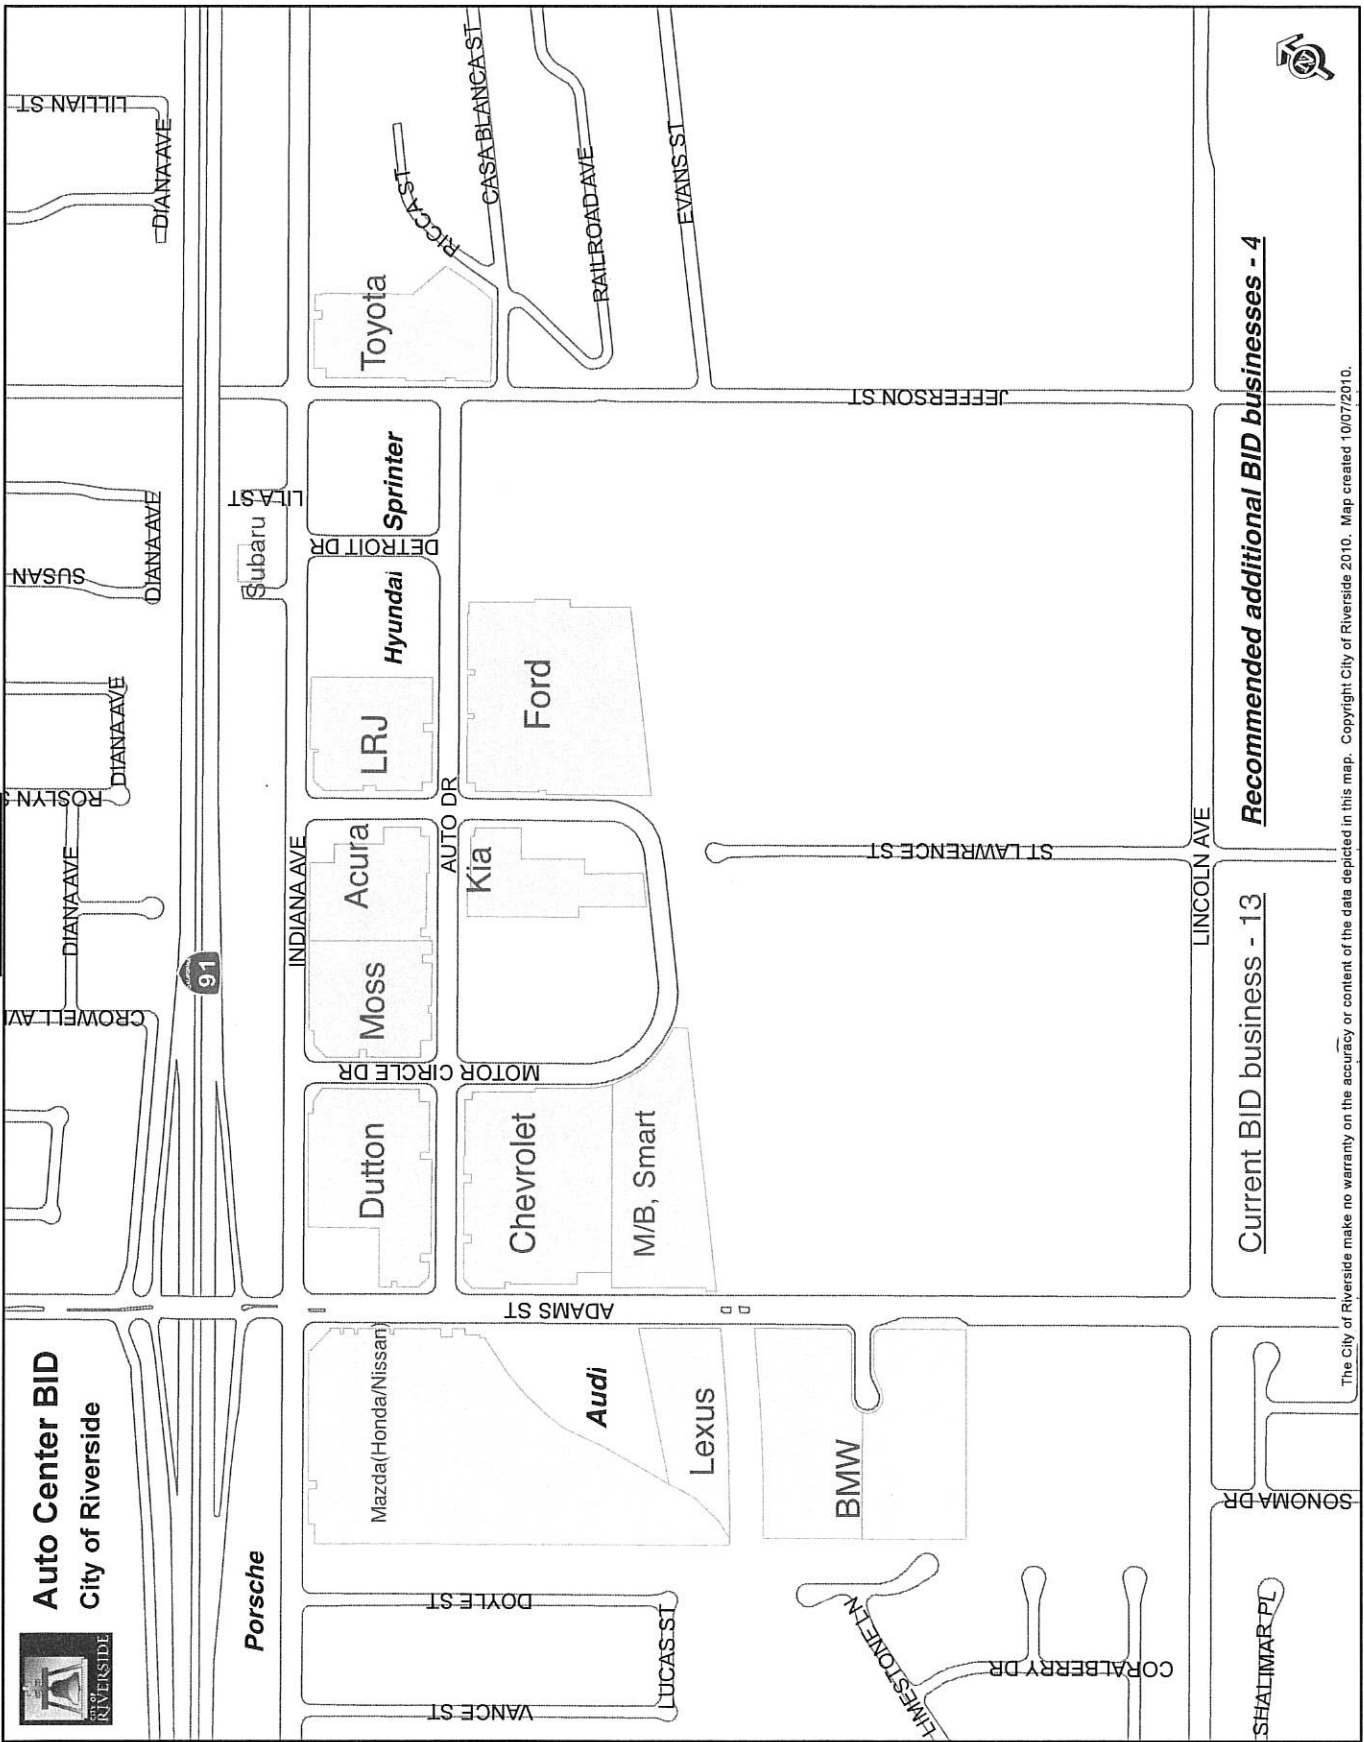 Auto Center BID
City of Riverside
CITY OF
RIVERSIDE
LILLIAN ST
DIANA AVE
SUSAN
DIANA AVE
DIANA AVE
ROSLYN S
DIANA AVE
CROWELL AV
91
Porsche
INDIANA AVE
LILA ST
Subaru
Toyota
RICCA ST
CASA BLANCA ST
RAILROAD AVE
EVANS ST
Sprinter
DETROIT DR
Hyundai
LRJ
Acura
Moss
MOTOR CIRCLE DR
Dutton
AUTO DR
Ford
Kia
Chevrolet
M/B, Smart
JEFFERSON ST
ST LAWRENCE ST
ADAMS ST
Mazda(Honda/Nissan)
Audi
Lexus
BMW
DOYLE ST
LUCAS ST
VANCE ST
LIMESTONE LN
CORALBERRY DR
LINCOLN AVE
SONOMA DR
SHALIMAR PL
N
Current BID business - 13
Recommended additional BID businesses - 4
The City of Riverside make no warranty on the accuracy or content of the data depicted in this map. Copyright City of Riverside 2010. Map created 10/07/2010.